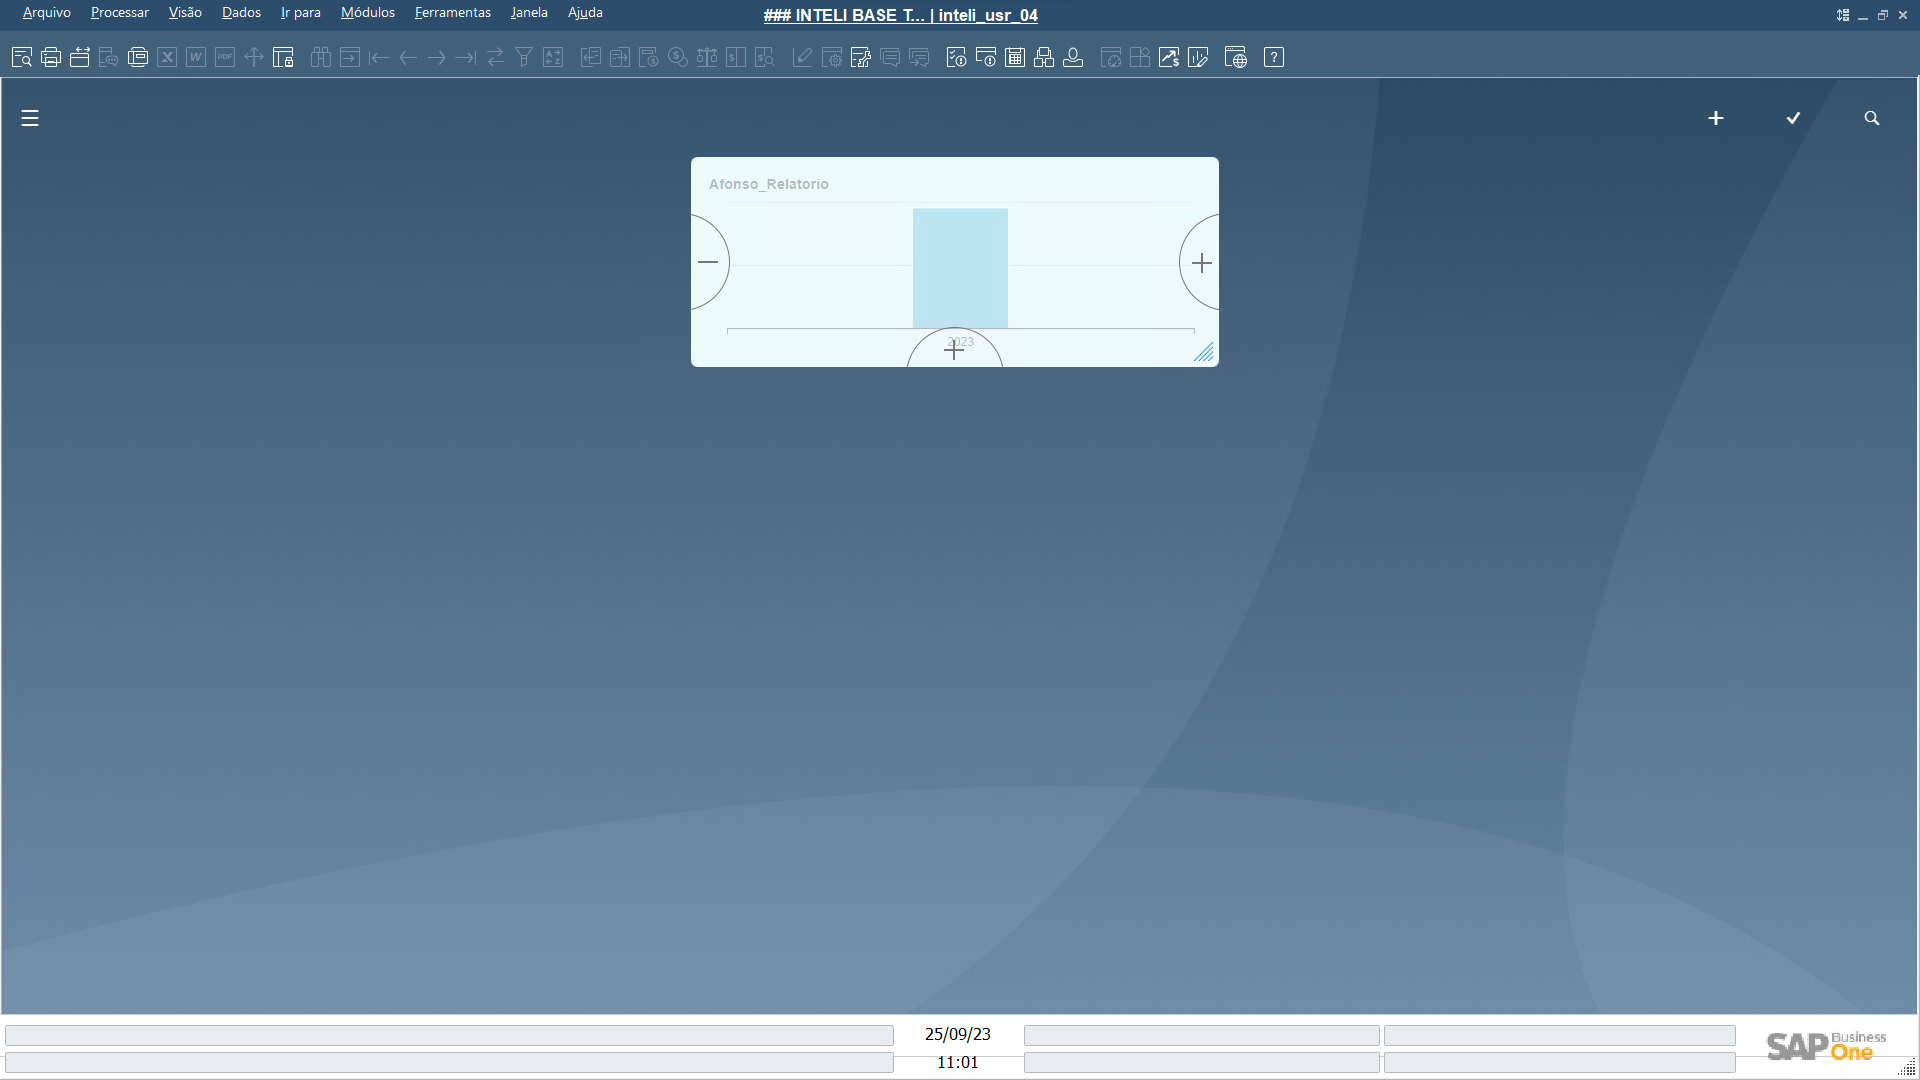 Arquivo Processar Visão Dados Ir para Módulos Ferramentas Janela Ajuda
### INTELI BASE T... | inteli_usr_04
Afonso_Relatorio
2023
25/09/23
11:01
SAP Business One